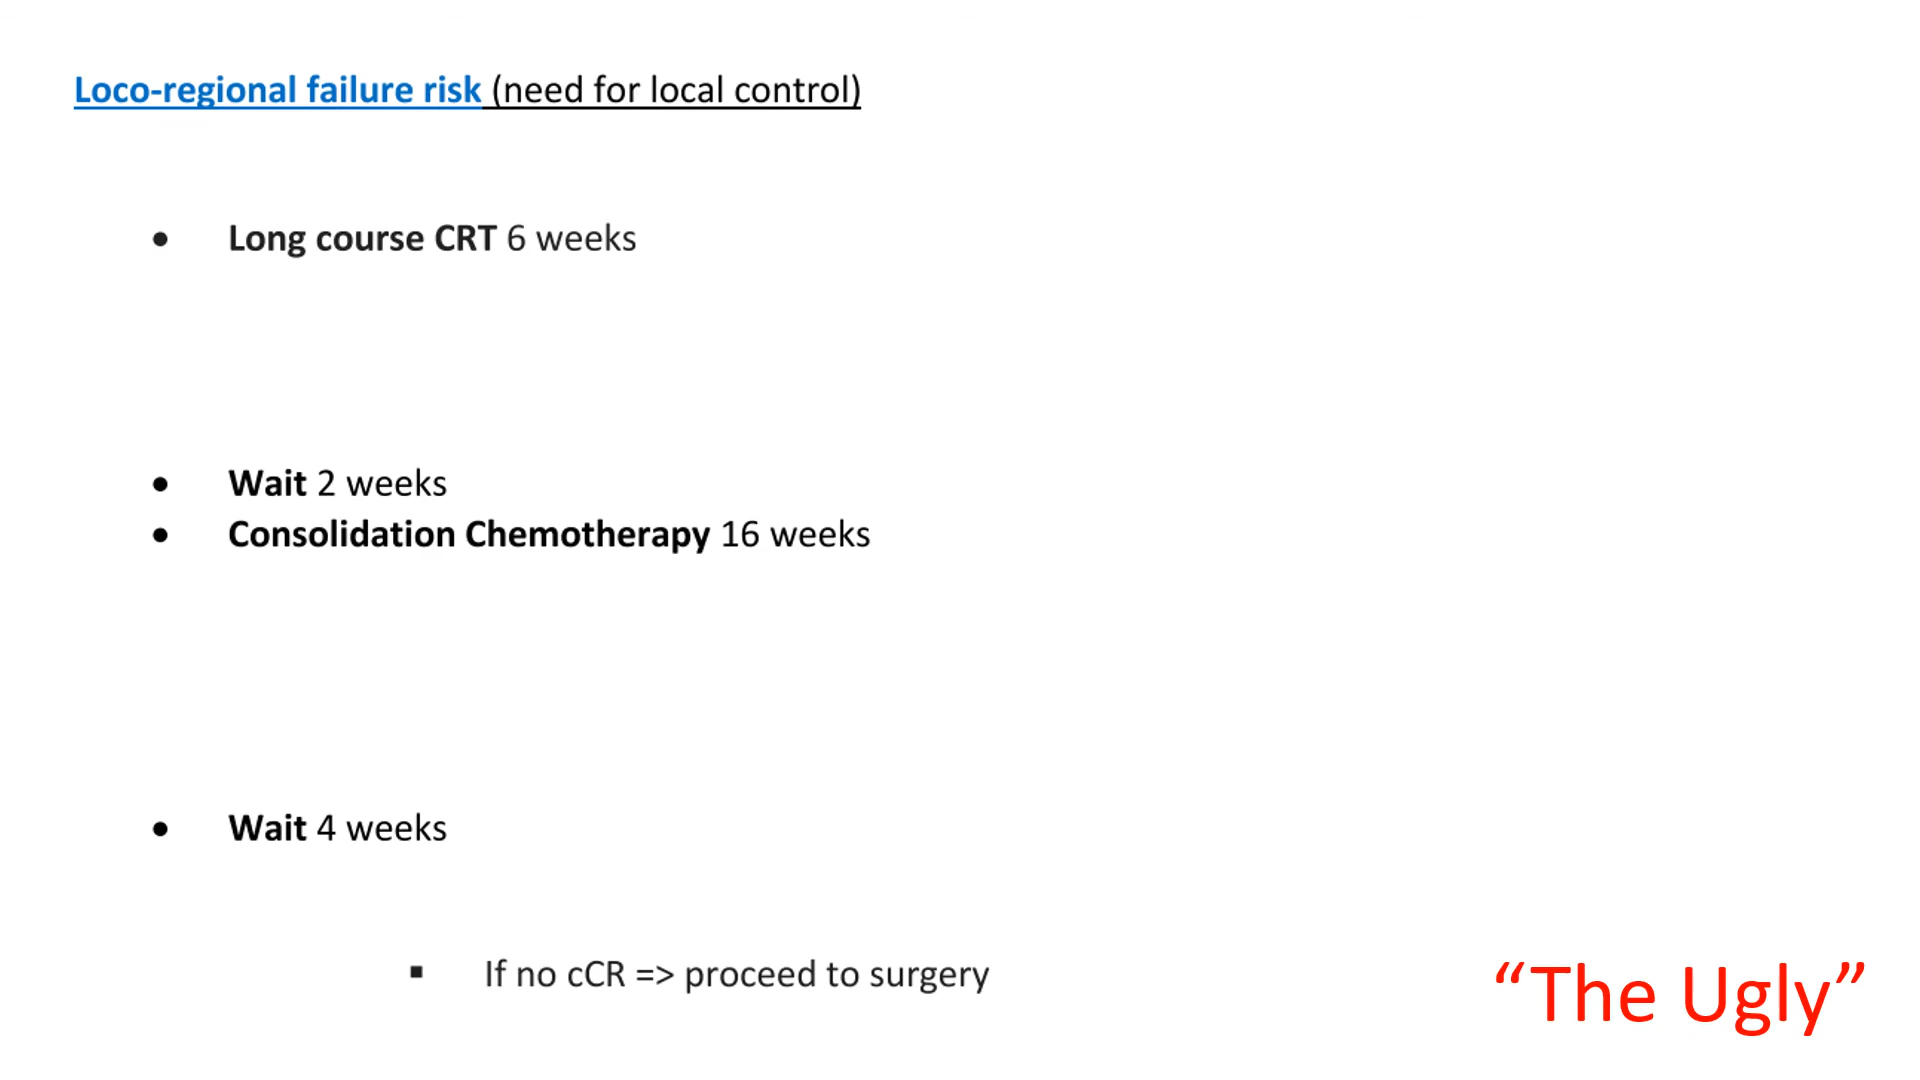 Loco-regional failure risk (need for local control)
• Long course CRT 6 weeks
• Wait 2 weeks
• Consolidation Chemotherapy 16 weeks
• Wait 4 weeks
▪ If no cCR => proceed to surgery
“The Ugly”